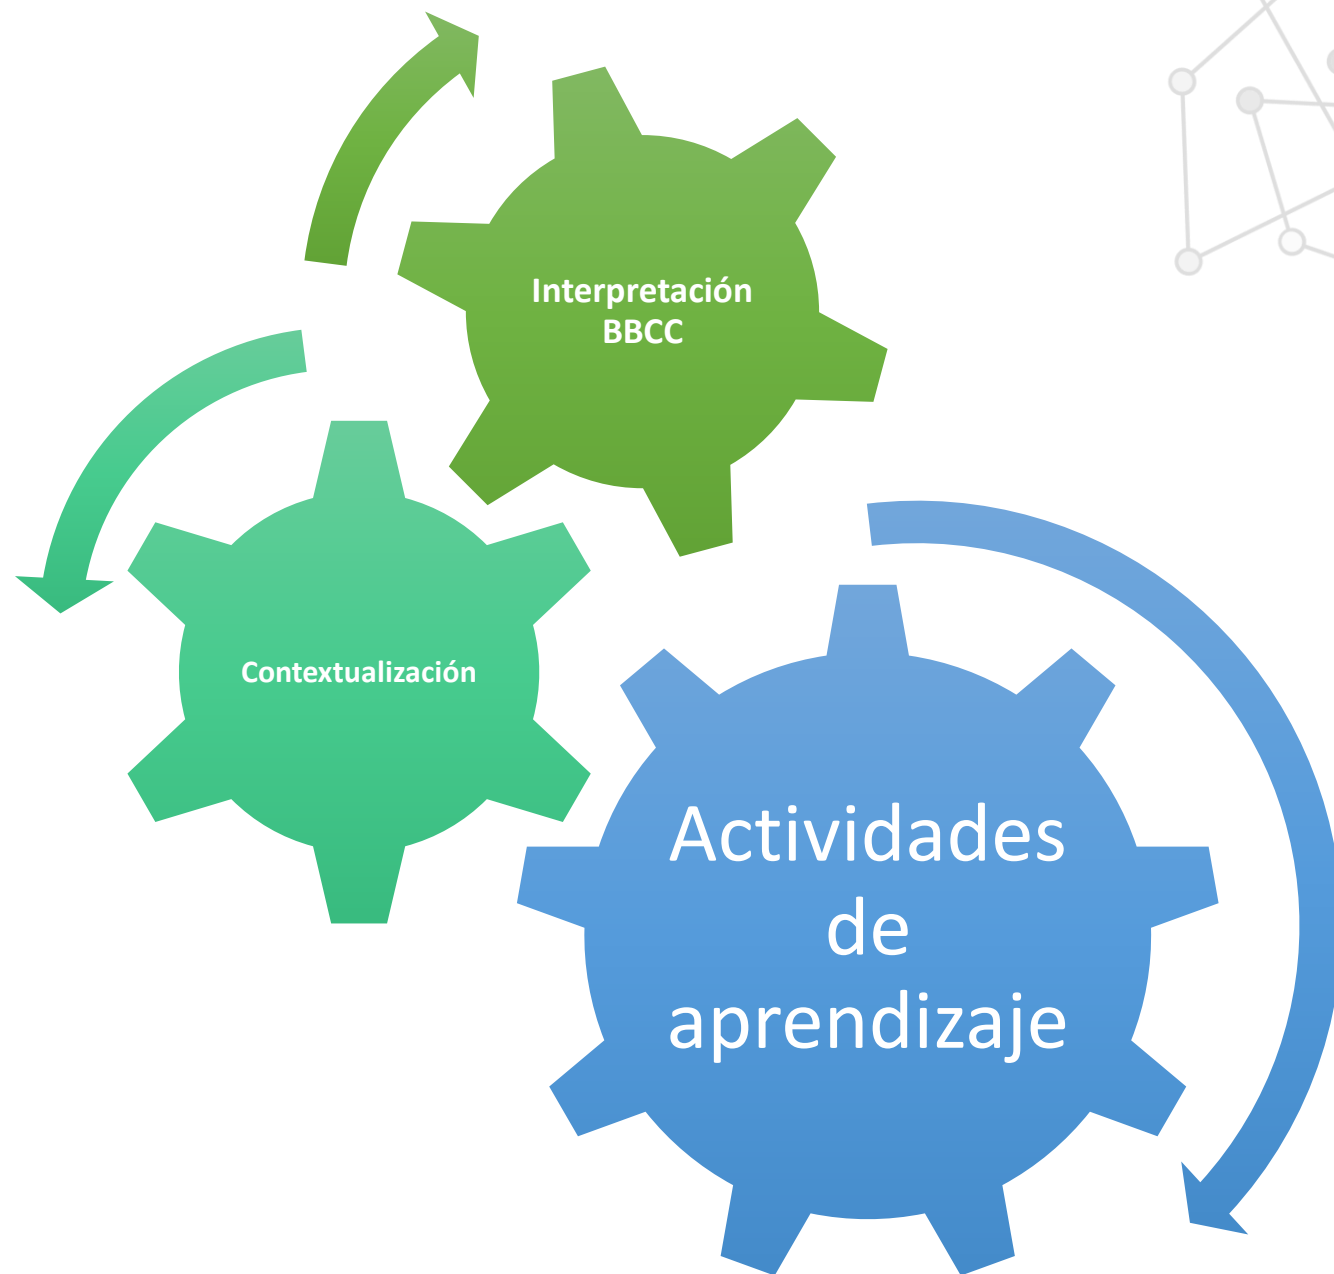 Interpretación
BBCC
Contextualización
Actividades
de
aprendizaje